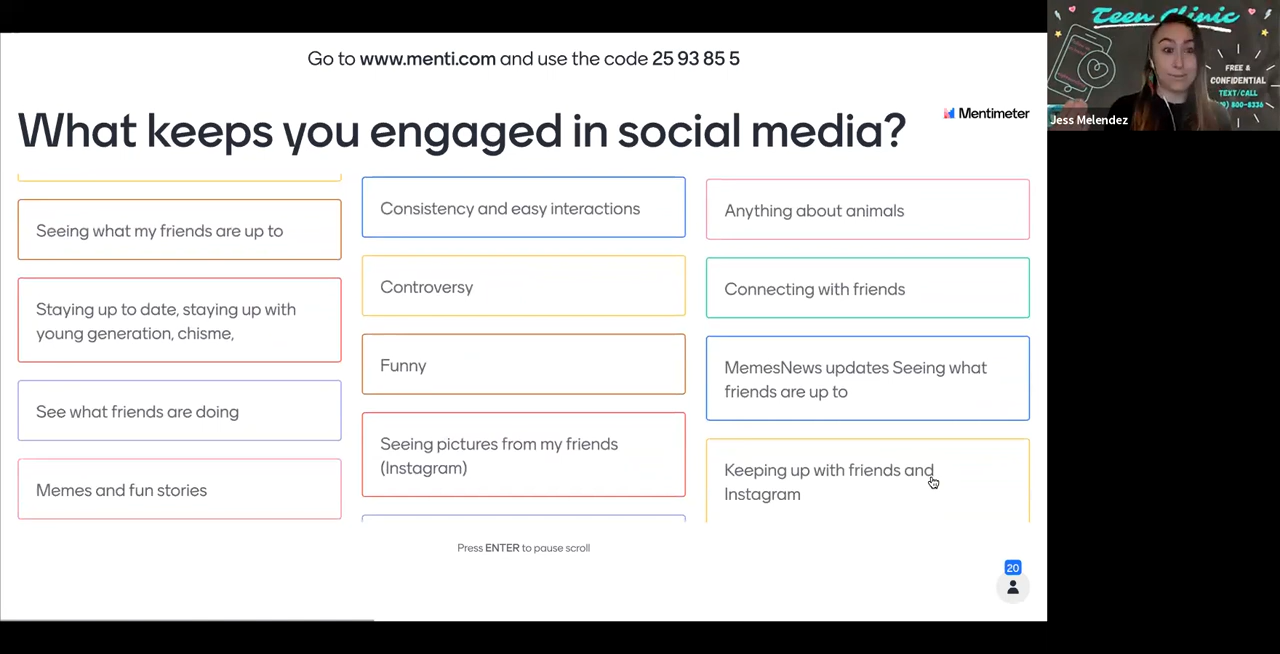 Go to www.menti.com and use the code 25 93 85 5
What keeps you engaged in social media?
Mentimeter
Seeing what my friends are up to
Staying up to date, staying up with
young generation, chisme,
See what friends are doing
Memes and fun stories
Consistency and easy interactions
Controversy
Funny
Seeing pictures from my friends
(Instagram)
Anything about animals
Connecting with friends
MemesNews updates Seeing what
friends are up to
Keeping up with friends and
Instagram
Press ENTER to pause scroll
20
Teen Clinic
FREE &
CONFIDENTIAL
TEXT/CALL
9) 800-8336
Jess Melendez